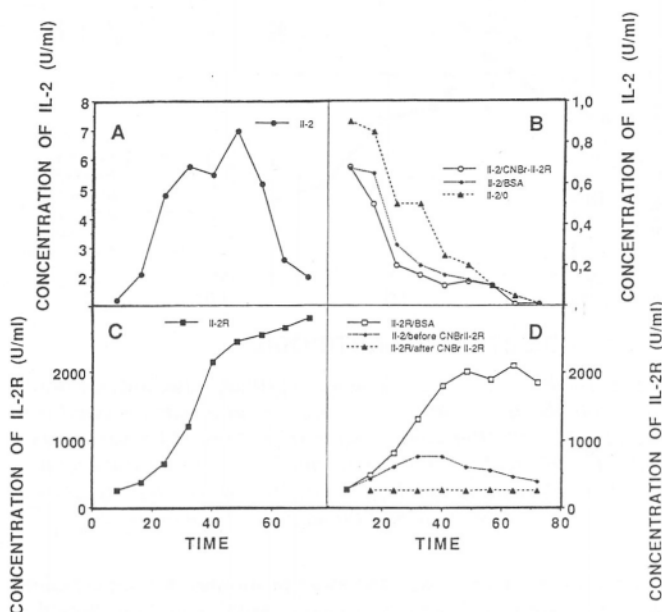 CONCENTRATION OF IL-2 (U/ml)
8
7
6
5
4
3
2
A
Il-2
B
Il-2/CNBr-Il-2R
Il-2/BSA
Il-2/0
1,0
0,8
0,6
0,4
0,2
CONCENTRATION OF IL-2 (U/ml)
CONCENTRATION OF IL-2R (U/ml)
2000
1000
0
C
Il-2R
0 20 40 60
TIME
D
Il-2R/BSA
Il-2/before CNBrIl-2R
Il-2R/after CNBr Il-2R
20 40 60 80
TIME
2000
1000
0
CONCENTRATION OF IL-2R (U/ml)